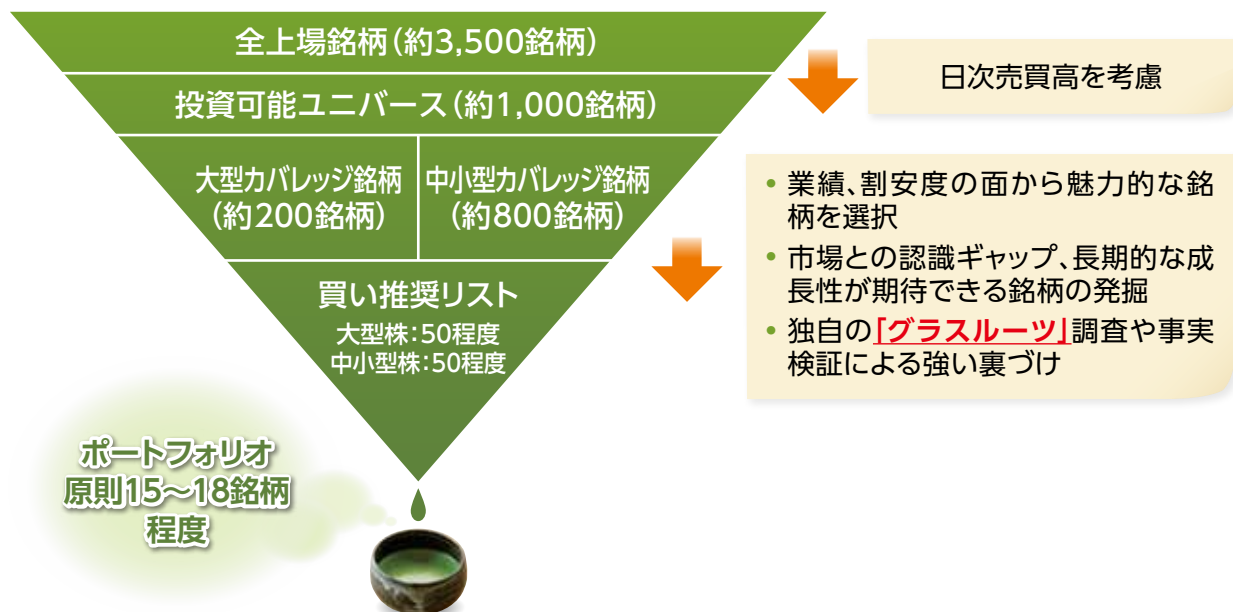 全上場銘柄（約3,500銘柄）
日次売買高を考慮
投資可能ユニバース（約1,000銘柄）
大型カバレッジ銘柄
（約200銘柄）
中小型カバレッジ銘柄
（約800銘柄）
• 業績、割安度の面から魅力的な銘
柄を選択
• 市場との認識ギャップ、長期的な成
長性が期待できる銘柄の発掘
• 独自の「グラスルーツ」調査や事実
検証による強い裏づけ
買い推奨リスト
大型株：50程度
中小型株：50程度
ポートフォリオ
原則15～18銘柄
程度